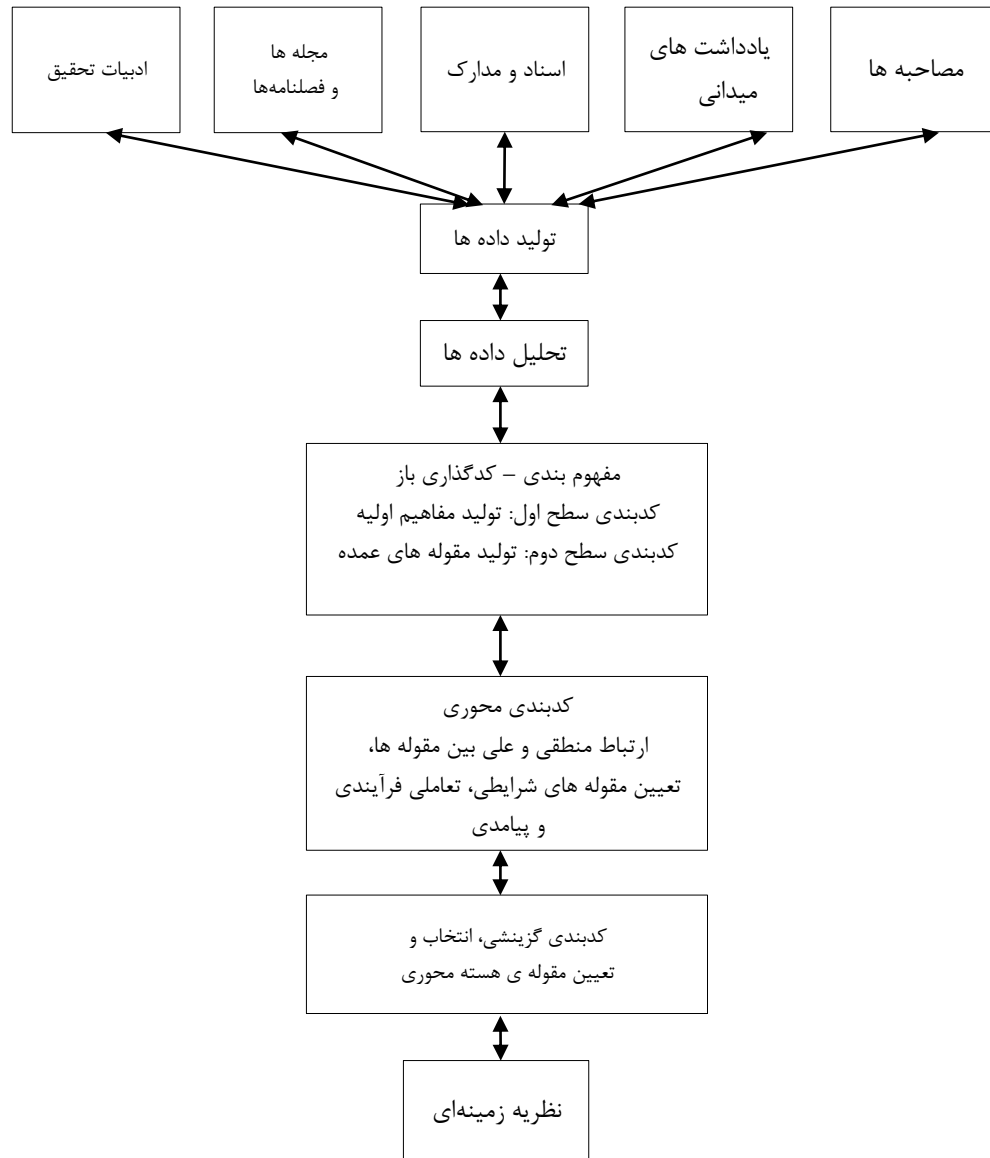 مصاحبه ها
یادداشت های
میدانی
اسناد و مدارک
مجله ها
و فصلنامه‌ها
ادبیات تحقیق
تولید داده ها
تحلیل داده ها
مفهوم بندی – کدگذاری باز
کدبندی سطح اول: تولید مفاهیم اولیه
کدبندی سطح دوم: تولید مقوله های عمده
کدبندی محوری
ارتباط منطقی و علی بین مقوله ها،
تعیین مقوله های شرایطی، تعاملی فرآیندی
و پیامدی
کدبندی گزینشی، انتخاب و
تعیین مقوله ی هسته محوری
نظریه زمینه‌ای